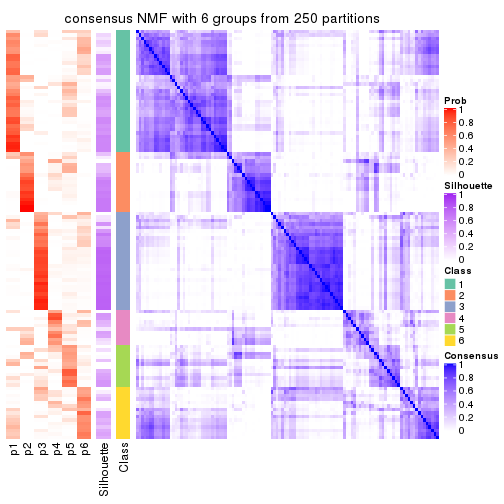 consensus NMF with 6 groups from 250 partitions
Prob
1
0.8
0.6
0.4
0.2
0
Silhouette
1
0.8
0.6
0.4
0.2
0
Class
1
2
3
4
5
6
Consensus
1
0.8
0.6
0.4
0.2
0
p1
p2
p3
p4
p5
p6
Silhouette
Class